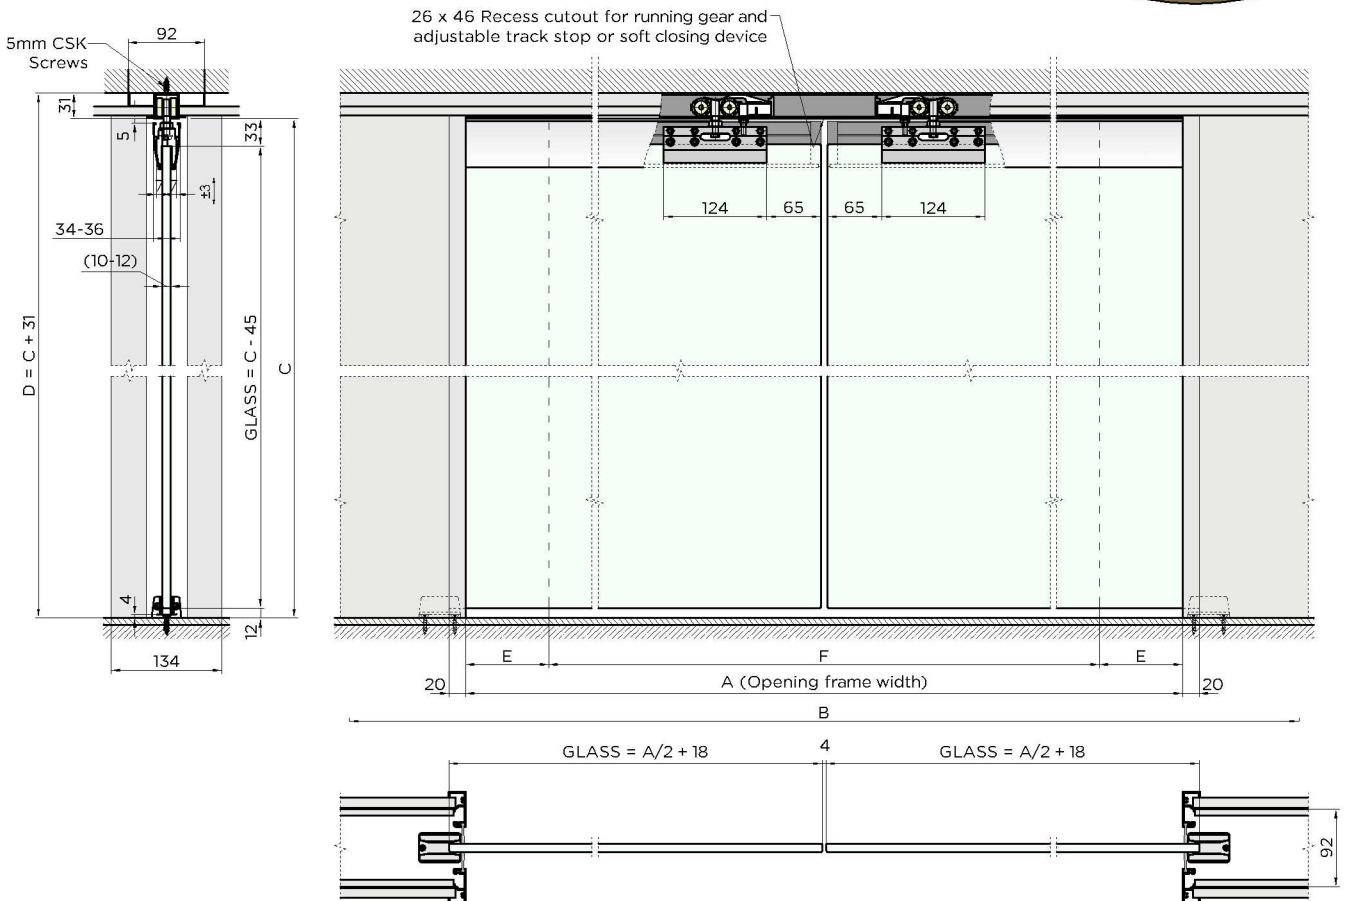 26 x 46 Recess cutout for running gear and
adjustable track stop or soft closing device
5mm CSK
Screws
92
31
5
33
±3
34-36
(10-12)
124
65
65
124
D = C + 31
GLASS = C - 45
C
4
12
134
E
F
E
20
A (Opening frame width)
20
B
GLASS = A/2 + 18
4
GLASS = A/2 + 18
92